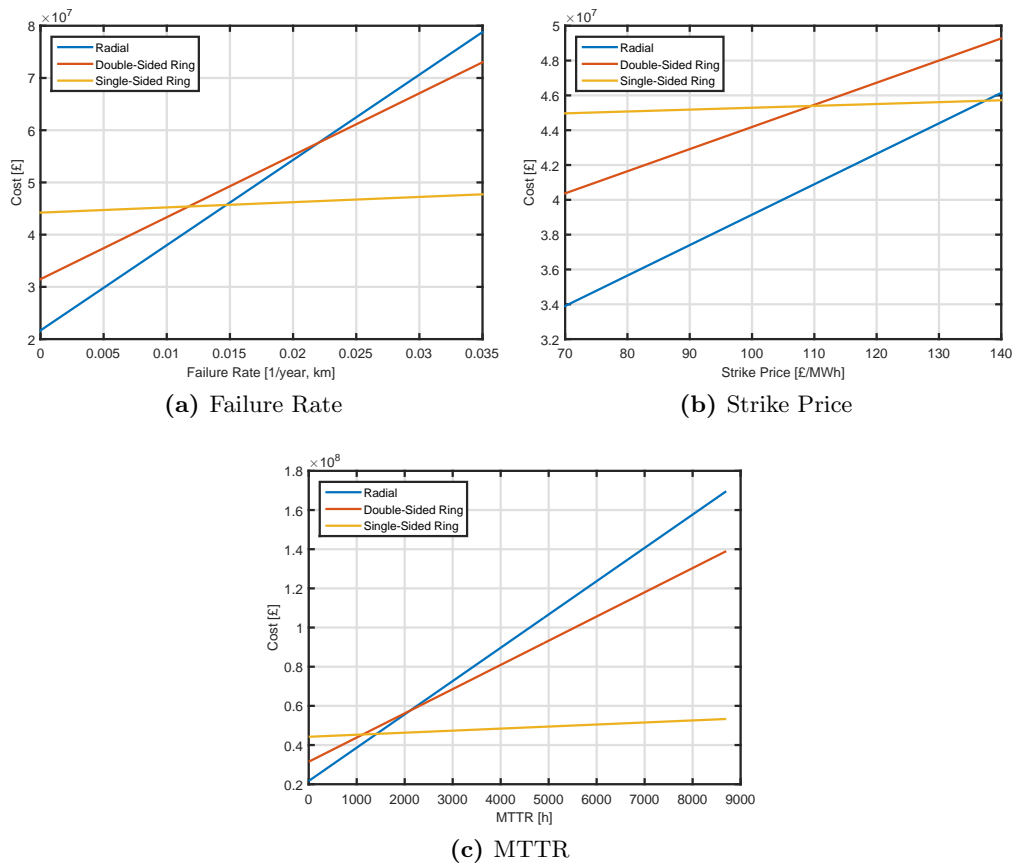 ×10⁷
8
7
6
5
4
3
2
Cost [£]
Radial
Double-Sided Ring
Single-Sided Ring
0 0.005 0.01 0.015 0.02 0.025 0.03 0.035
Failure Rate [1/year, km]
(a) Failure Rate
×10⁷
5
4.8
4.6
4.4
4.2
4
3.8
3.6
3.4
3.2
Cost [£]
Radial
Double-Sided Ring
Single-Sided Ring
70 80 90 100 110 120 130 140
Strike Price [£/MWh]
(b) Strike Price
×10⁸
1.8
1.6
1.4
1.2
1
0.8
0.6
0.4
0.2
Cost [£]
Radial
Double-Sided Ring
Single-Sided Ring
0 1000 2000 3000 4000 5000 6000 7000 8000 9000
MTTR [h]
(c) MTTR